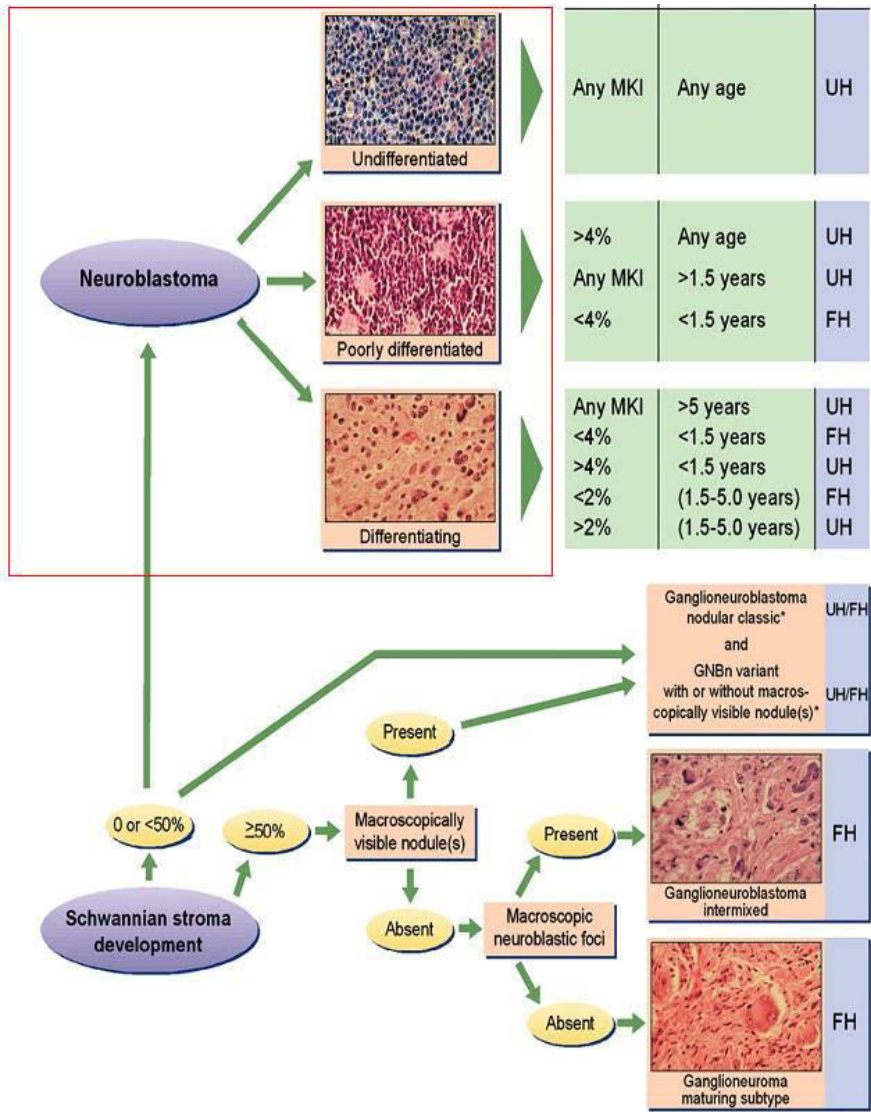 Undifferentiated
Any MKI Any age UH
Neuroblastoma
Poorly differentiated
>4% Any age UH
Any MKI >1.5 years UH
<4% <1.5 years FH
Differentiating
Any MKI >5 years UH
<4% <1.5 years FH
>4% <1.5 years UH
<2% (1.5-5.0 years) FH
>2% (1.5-5.0 years) UH
Ganglioneuroblastoma
nodular classic*
UH/FH
and
GNBn variant
with or without macros-
copically visible nodule(s)*
UH/FH
Present
0 or <50%
≥50%
Macroscopically
visible nodule(s)
Present
Ganglioneuroblastoma
intermixed
FH
Schwannian stroma
development
Absent
Macroscopic
neuroblastic foci
Absent
Ganglioneuroma
maturing subtype
FH